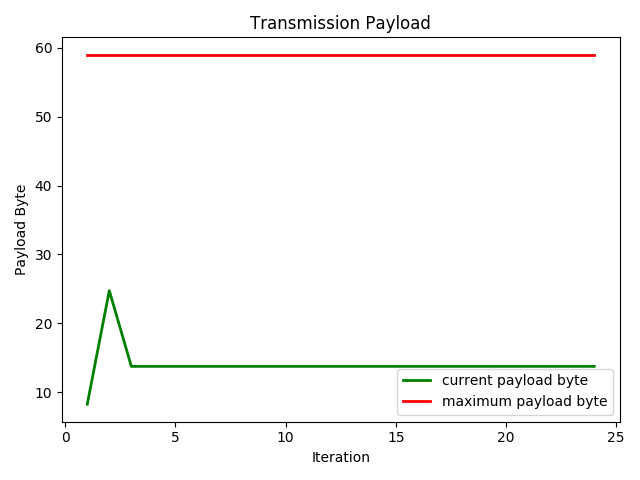 Transmission Payload
60
50
40
30
20
10
Payload Byte
current payload byte
maximum payload byte
0
5
10
15
20
25
Iteration